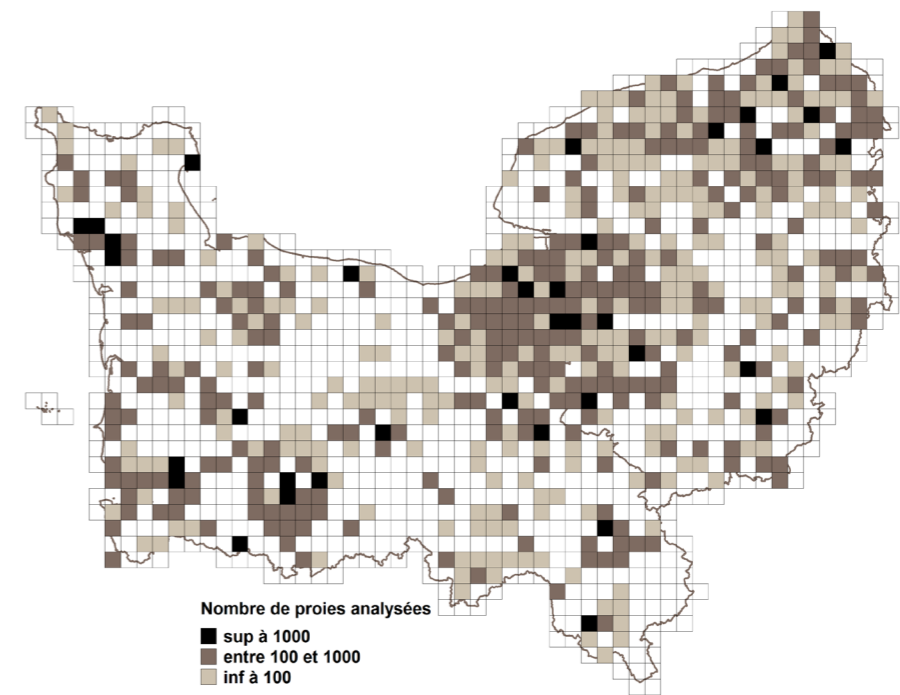 Nombre de proies analysées
sup à 1000
entre 100 et 1000
inf à 100